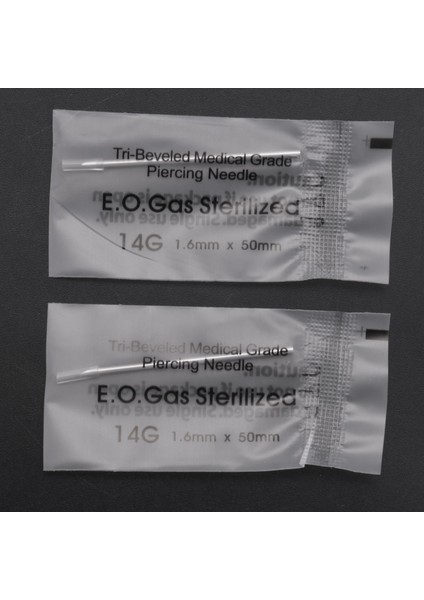 Tri-Beveled Medical Grade
Piercing Needle
E.O.Gas Sterilized
14G 1.6mm x 50mm
Tri-Beveled Medical Grade
Piercing Needle
E.O.Gas Sterilized
14G 1.6mm x 50mm